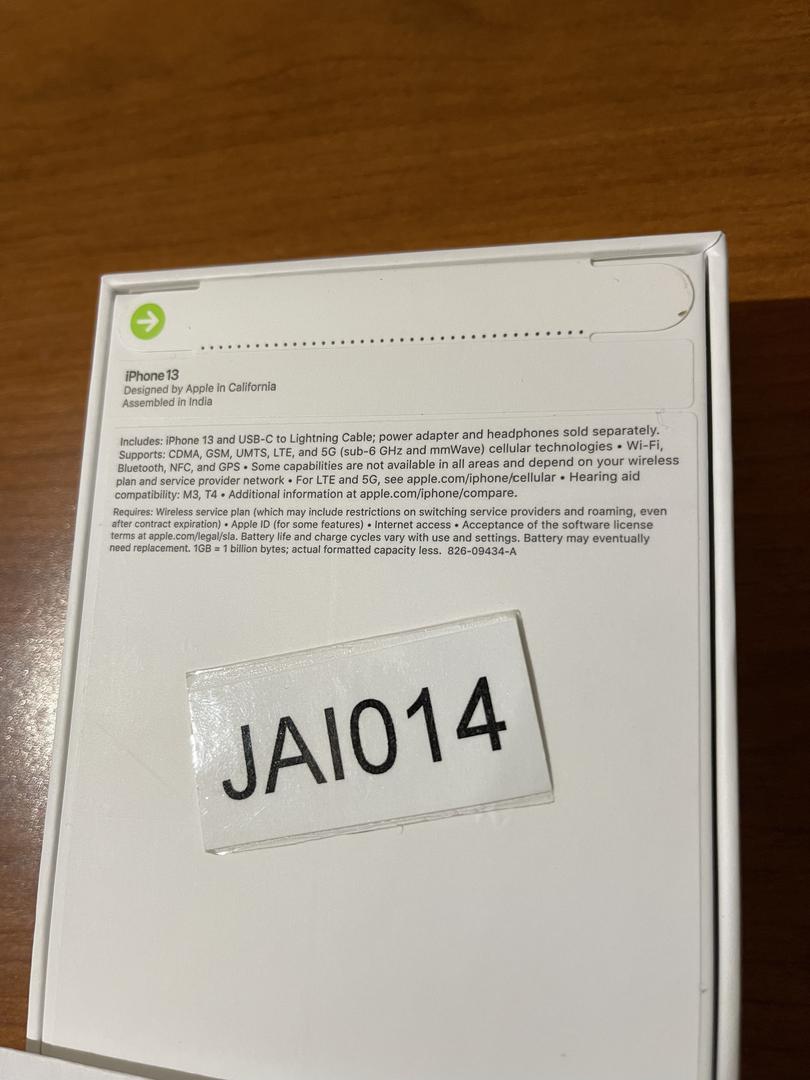 iPhone 13
Designed by Apple in California
Assembled in India
Includes: iPhone 13 and USB-C to Lightning Cable; power adapter and headphones sold separately.
Supports: CDMA, GSM, UMTS, LTE, and 5G (sub-6 GHz and mmWave) cellular technologies • Wi-Fi,
Bluetooth, NFC, and GPS • Some capabilities are not available in all areas and depend on your wireless
plan and service provider network • For LTE and 5G, see apple.com/iphone/cellular • Hearing aid
compatibility: M3, T4 • Additional information at apple.com/iphone/compare.
Requires: Wireless service plan (which may include restrictions on switching service providers and roaming, even
after contract expiration) • Apple ID (for some features) • Internet access • Acceptance of the software license
terms at apple.com/legal/sla. Battery life and charge cycles vary with use and settings. Battery may eventually
need replacement. 1GB = 1 billion bytes; actual formatted capacity less. 826-09434-A
JAI014